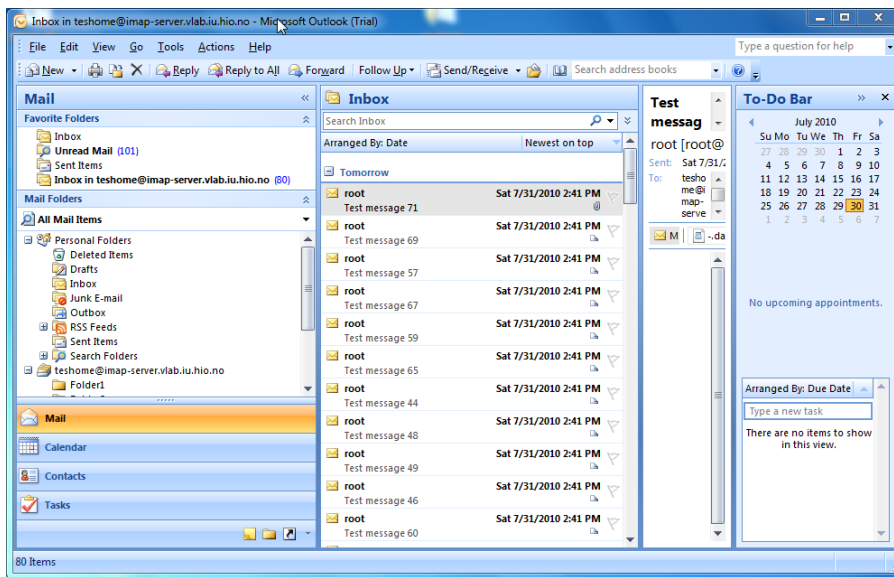 Inbox in teshome@imap-server.vlab.iu.hio.no - Microsoft Outlook (Trial)
File Edit View Go Tools Actions Help
Type a question for help
New Reply Reply to All Forward Follow Up Send/Receive Search address books
Mail
Favorite Folders
Inbox
Unread Mail (101)
Sent Items
Inbox in teshome@imap-server.vlab.iu.hio.no (80)
Mail Folders
All Mail Items
Personal Folders
Deleted Items
Drafts
Inbox
Junk E-mail
Outbox
RSS Feeds
Sent Items
Search Folders
teshome@imap-server.vlab.iu.hio.no
Folder1
Mail
Calendar
Contacts
Tasks
Inbox
Search Inbox
Arranged By: Date Newest on top
Tomorrow
root Sat 7/31/2010 2:41 PM
Test message 71
root Sat 7/31/2010 2:41 PM
Test message 69
root Sat 7/31/2010 2:41 PM
Test message 57
root Sat 7/31/2010 2:41 PM
Test message 67
root Sat 7/31/2010 2:41 PM
Test message 59
root Sat 7/31/2010 2:41 PM
Test message 65
root Sat 7/31/2010 2:41 PM
Test message 44
root Sat 7/31/2010 2:41 PM
Test message 48
root Sat 7/31/2010 2:41 PM
Test message 49
root Sat 7/31/2010 2:41 PM
Test message 46
root Sat 7/31/2010 2:41 PM
Test message 60
Test
messag
root [root@
Sent: Sat 7/31/2
To: tesho
me@i
map-
serve
M -.da
To-Do Bar
July 2010
Su Mo Tu We Th Fr Sa
27 28 29 30 1 2 3
4 5 6 7 8 9 10
11 12 13 14 15 16 17
18 19 20 21 22 23 24
25 26 27 28 29 30 31
1 2 3 4 5 6 7
No upcoming appointments.
Arranged By: Due Date
Type a new task
There are no items to show
in this view.
80 Items